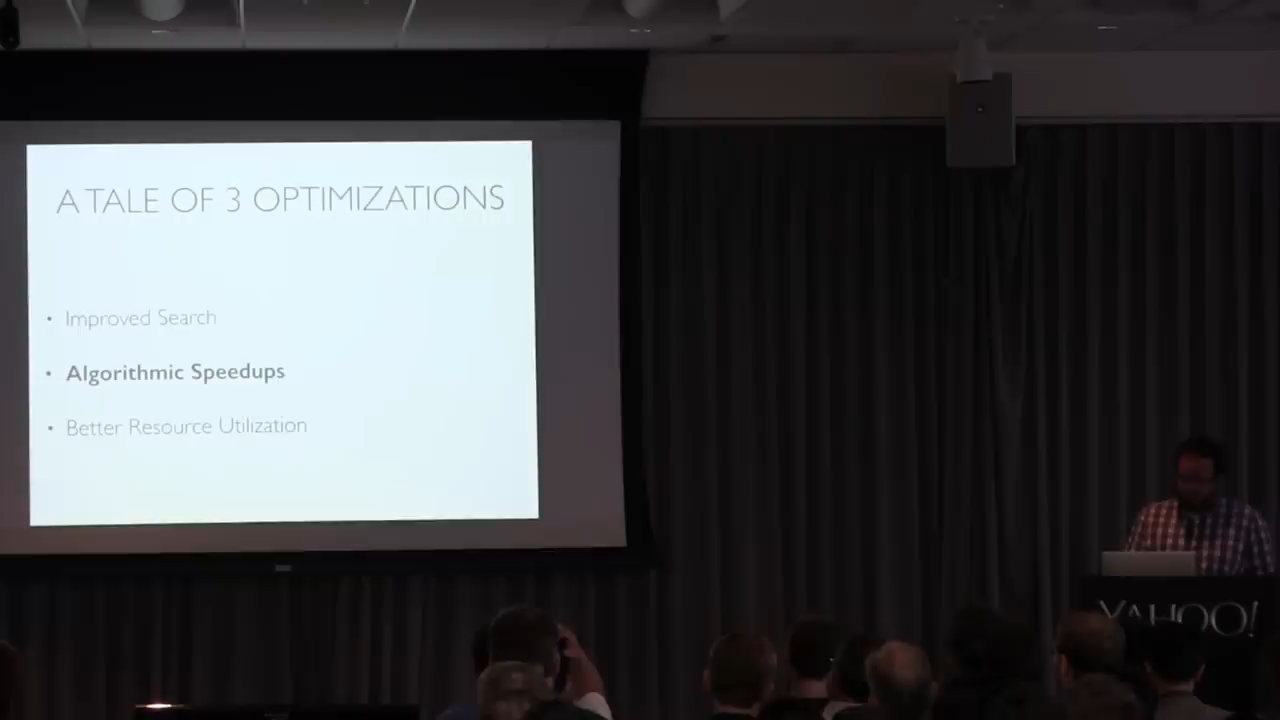 A TALE OF 3 OPTIMIZATIONS
• Improved Search
• Algorithmic Speedups
• Better Resource Utilization
YAHOO!